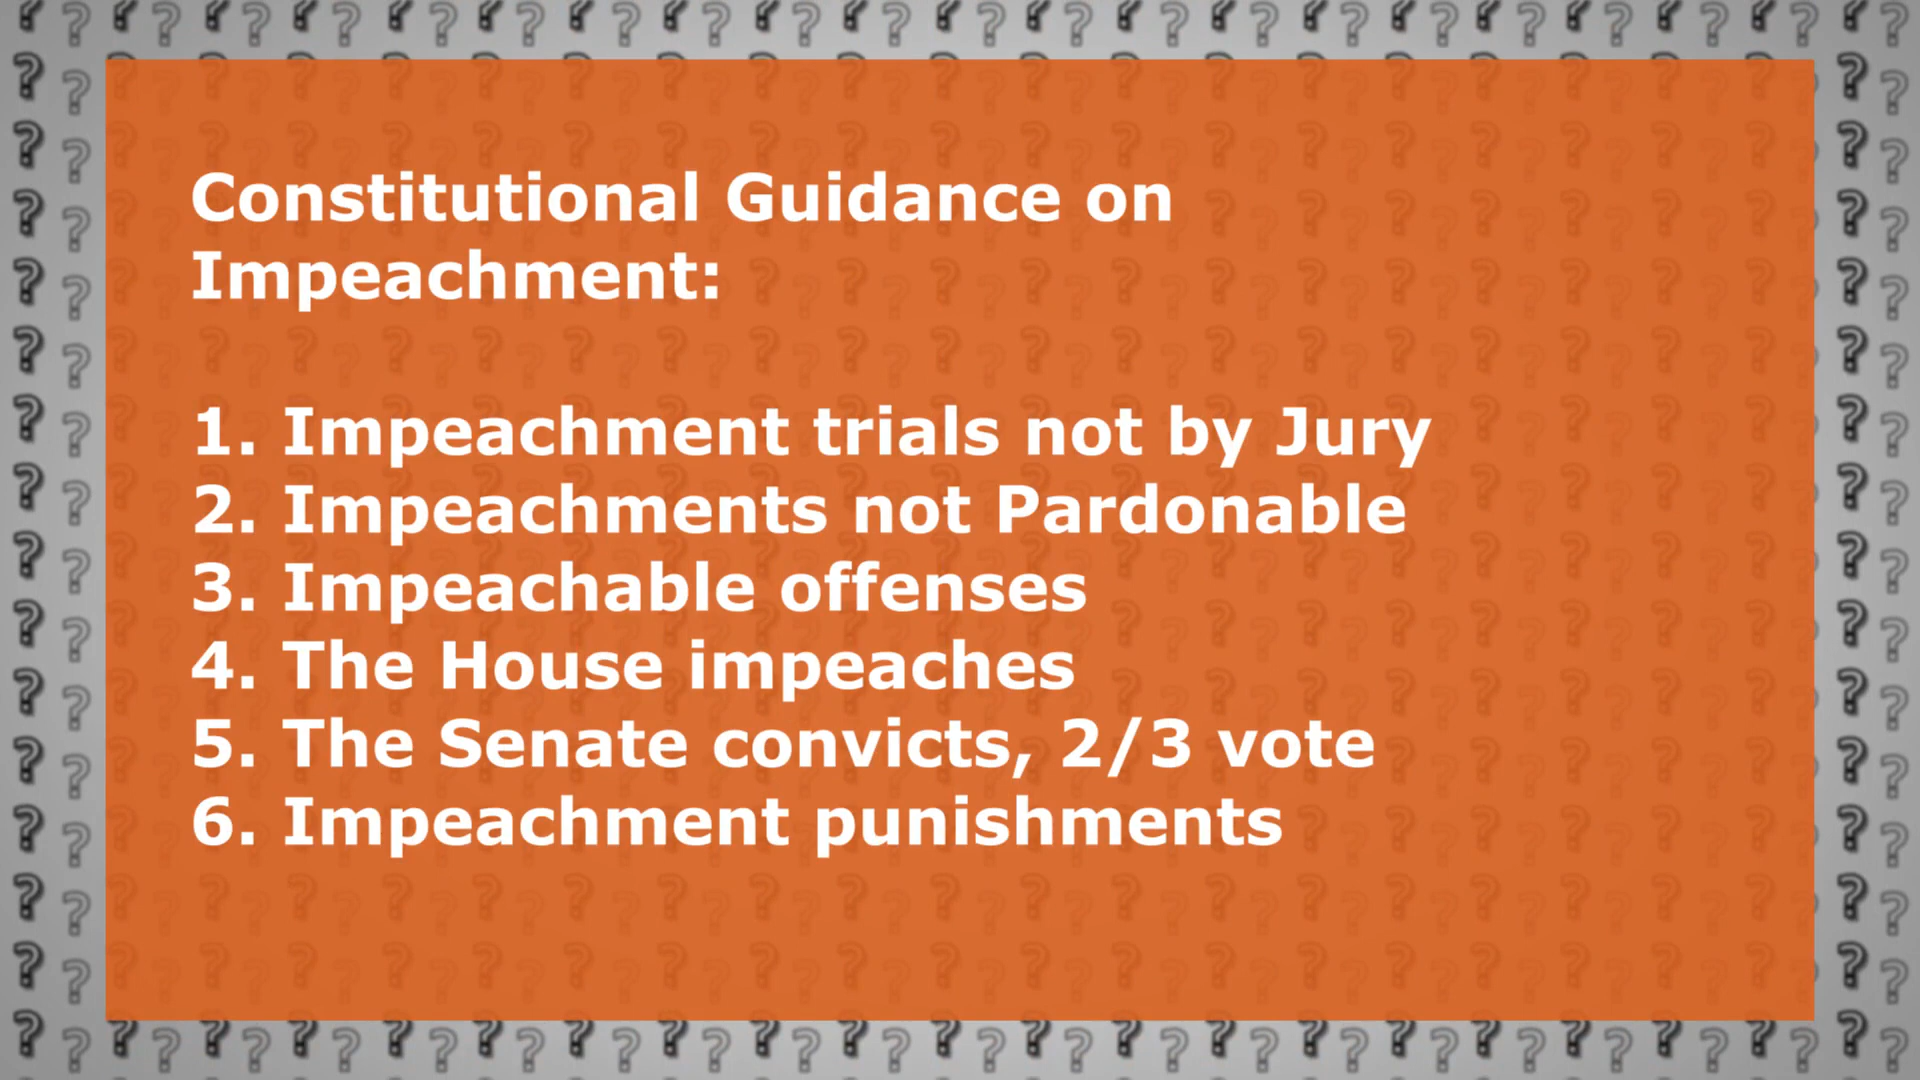 Constitutional Guidance on
Impeachment:
1. Impeachment trials not by Jury
2. Impeachments not Pardonable
3. Impeachable offenses
4. The House impeaches
5. The Senate convicts, 2/3 vote
6. Impeachment punishments